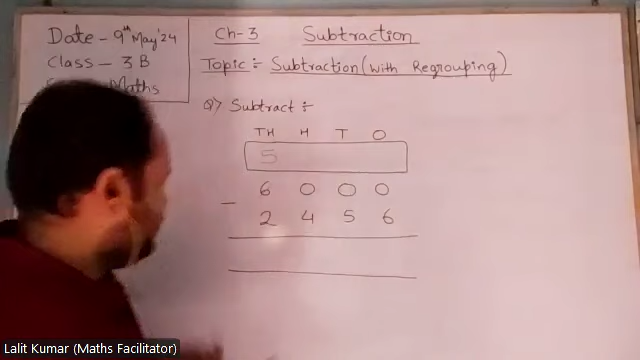 Date - 9th May'24
Class - 3 B
Maths
Ch-3 Subtraction
Topic :- Subtraction (with Regrouping)
Q) Subtract :-
TH H T O
5
6 0 0 0
- 2 4 5 6
Lalit Kumar (Maths Facilitator)